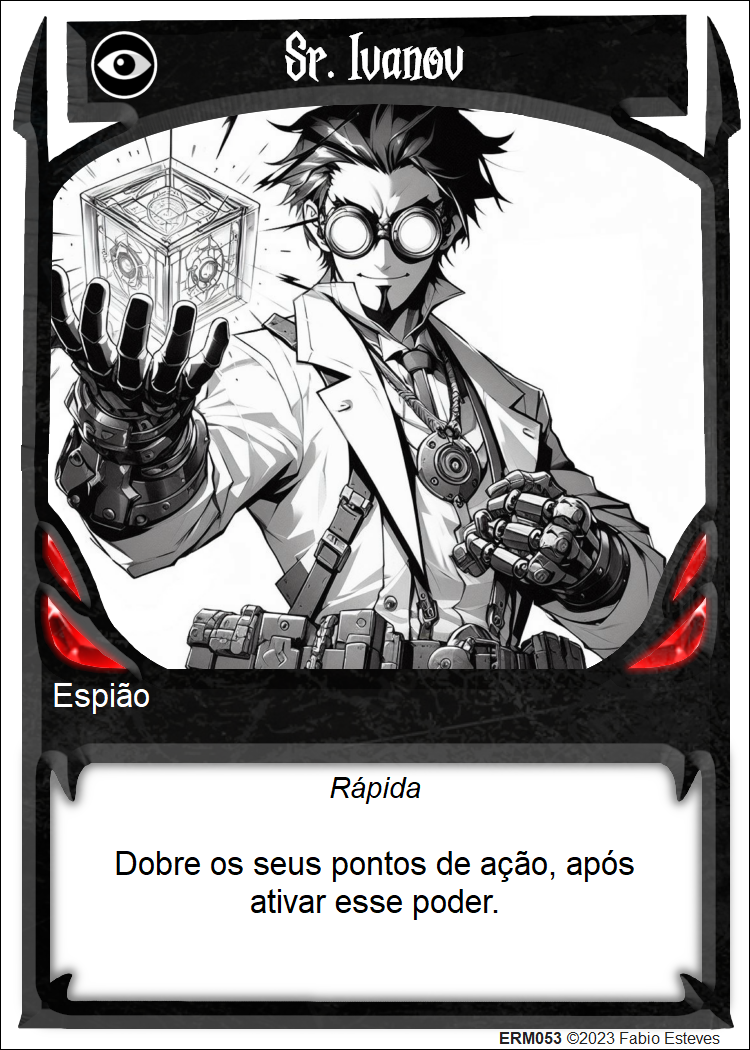 Sr. Ivanov
Espião
Rápida
Dobre os seus pontos de ação, após
ativar esse poder.
ERM053 ©2023 Fabio Esteves